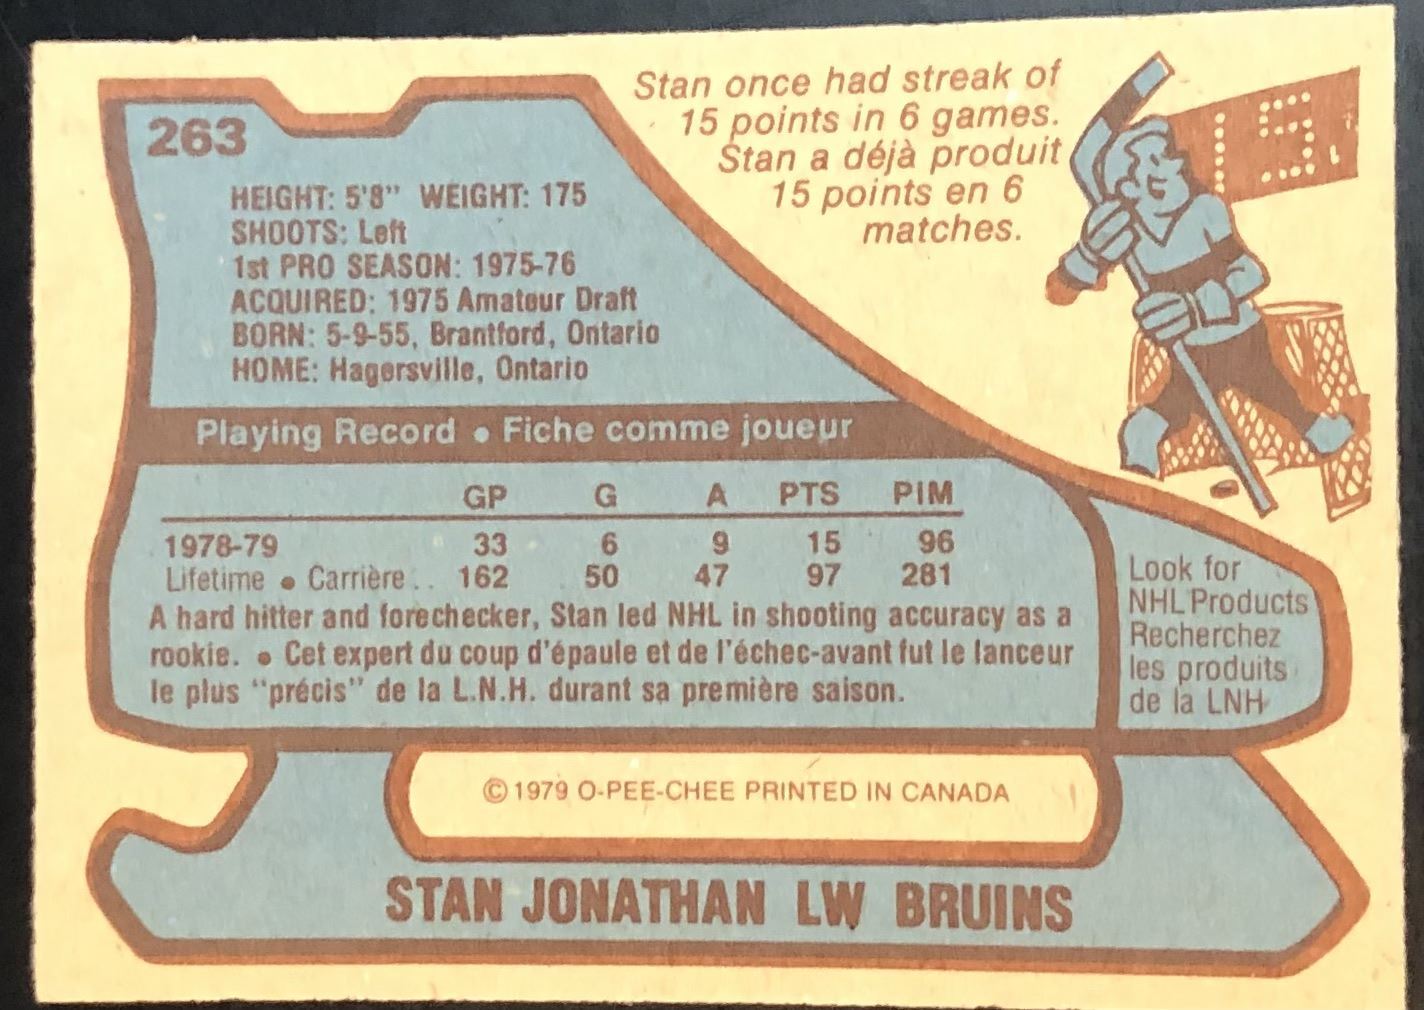 263
HEIGHT: 5'8" WEIGHT: 175
SHOOTS: Left
1st PRO SEASON: 1975-76
ACQUIRED: 1975 Amateur Draft
BORN: 5-9-55, Brantford, Ontario
HOME: Hagersville, Ontario
Stan once had streak of
15 points in 6 games.
Stan a déjà produit
15 points en 6
matches.
15
Playing Record • Fiche comme joueur
GP G A PTS PIM
1978-79 33 6 9 15 96
Lifetime • Carrière .. 162 50 47 97 281
A hard hitter and forechecker, Stan led NHL in shooting accuracy as a
rookie. • Cet expert du coup d'épaule et de l'échec-avant fut le lanceur
le plus "précis" de la L.N.H. durant sa première saison.
Look for
NHL Products
Recherchez
les produits
de la LNH
© 1979 O-PEE-CHEE PRINTED IN CANADA
STAN JONATHAN LW BRUINS